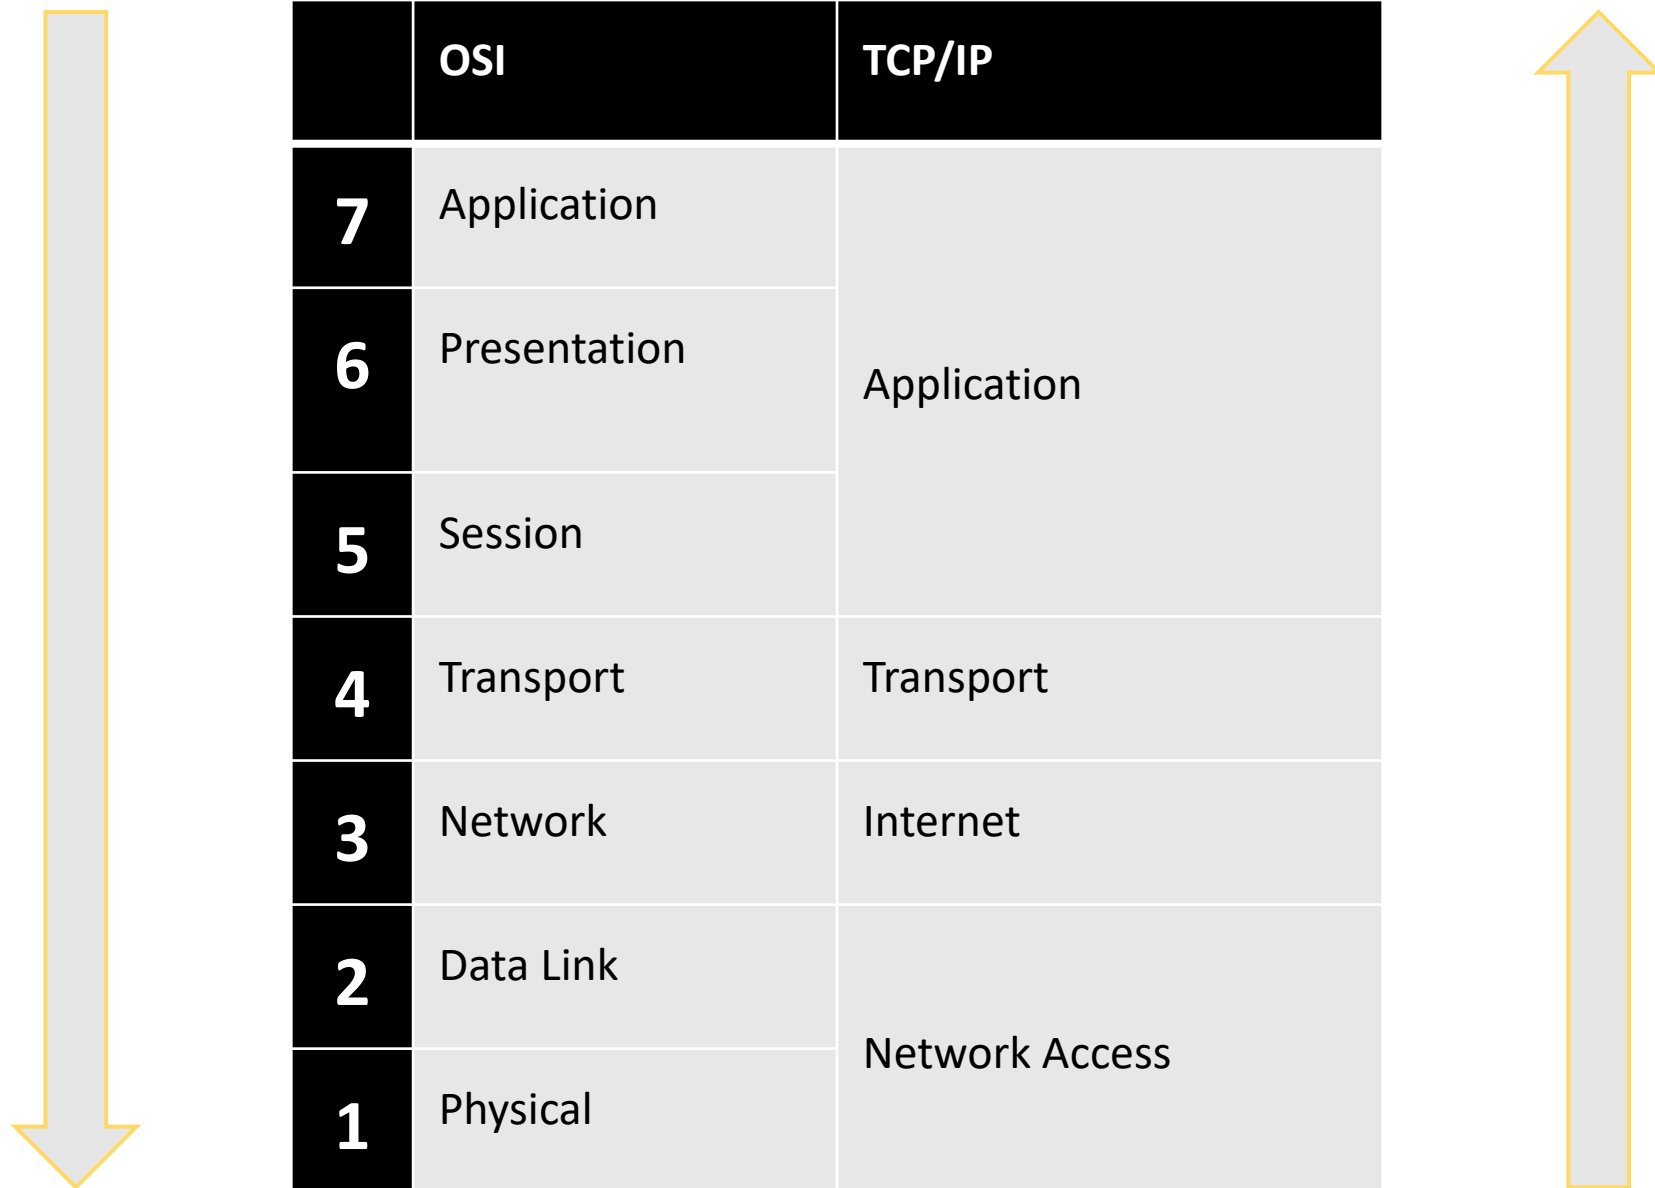 OSI TCP/IP
7 Application
6 Presentation
Application
5 Session
4 Transport Transport
3 Network Internet
2 Data Link
Network Access
1 Physical